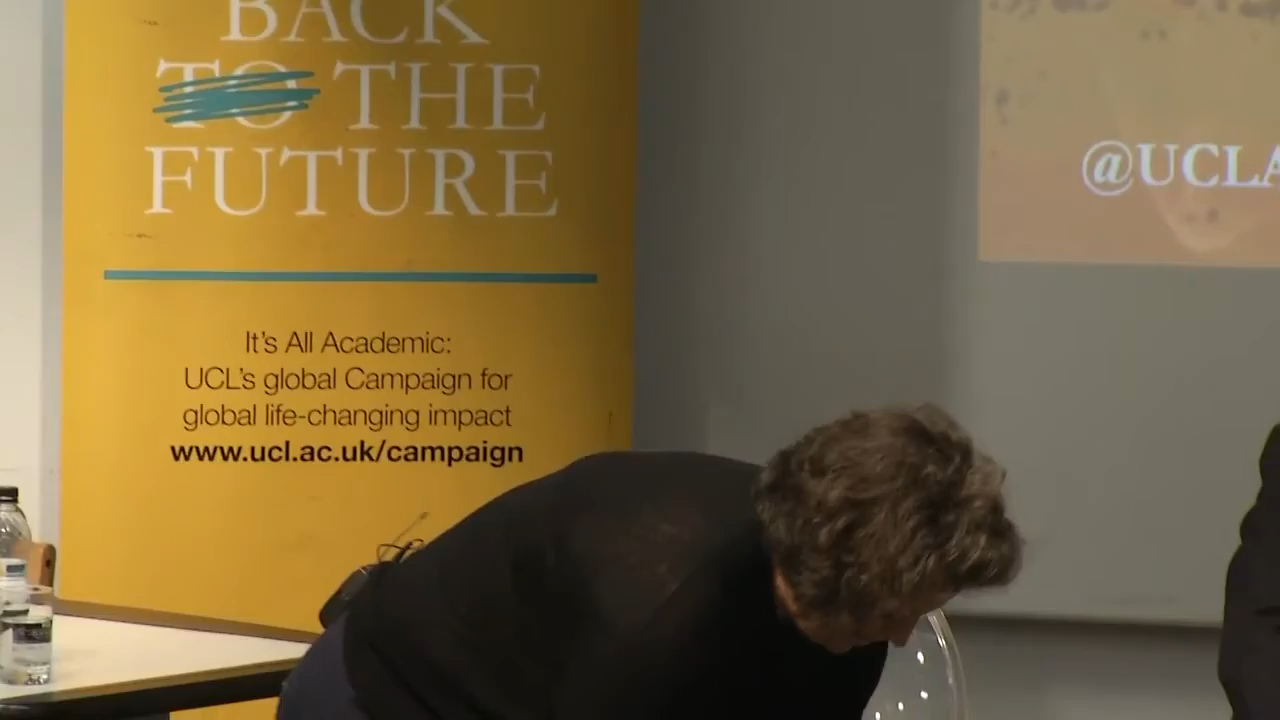 BACK
TO THE
FUTURE
It's All Academic:
UCL's global Campaign for
global life-changing impact
www.ucl.ac.uk/campaign
@UCLA